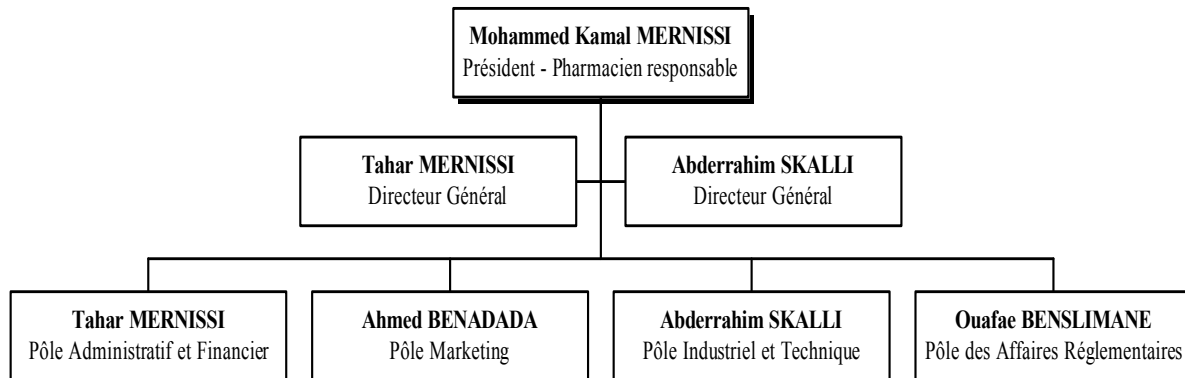 Mohammed Kamal MERNISSI
Président - Pharmacien responsable
Tahar MERNISSI
Directeur Général
Abderrahim SKALLI
Directeur Général
Tahar MERNISSI
Pôle Administratif et Financier
Ahmed BENADADA
Pôle Marketing
Abderrahim SKALLI
Pôle Industriel et Technique
Ouafae BENSLIMANE
Pôle des Affaires Réglementaires